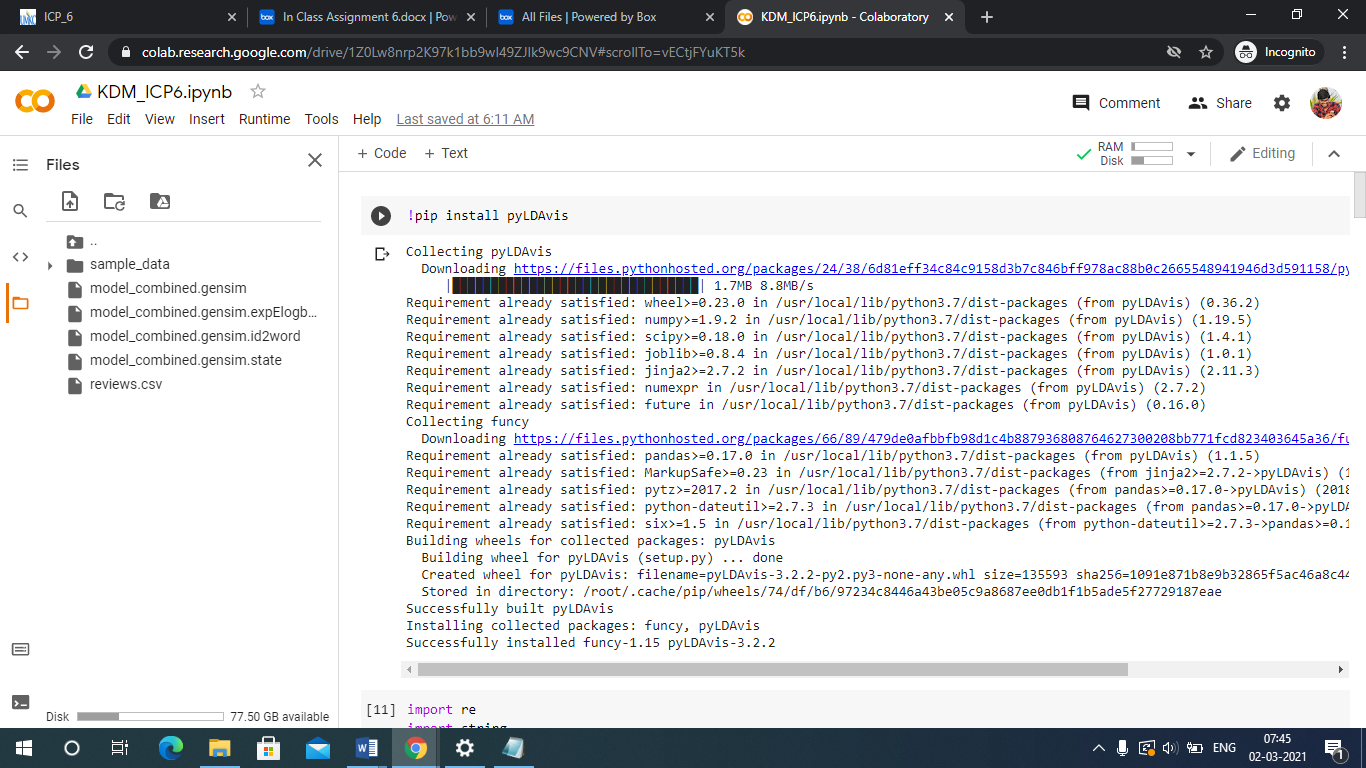 ICP_6
In Class Assignment 6.docx | Pow
All Files | Powered by Box
KDM_ICP6.ipynb - Colaboratory
colab.research.google.com/drive/1Z0Lw8nrp2K97k1bb9wI49ZJIk9wc9CNV#scrollTo=vECtjFYuKT5k
Incognito
KDM_ICP6.ipynb
File Edit View Insert Runtime Tools Help Last saved at 6:11 AM
Comment Share
Files
+ Code + Text
RAM
Disk
Editing
..
sample_data
model_combined.gensim
model_combined.gensim.expElogb...
model_combined.gensim.id2word
model_combined.gensim.state
reviews.csv
Disk 77.50 GB available
!pip install pyLDAvis
Collecting pyLDAvis
Downloading https://files.pythonhosted.org/packages/24/38/6d81eff34c84c9158d3b7c846bff978ac88b0c2665548941946d3d591158/py
| 1.7MB 8.8MB/s
Requirement already satisfied: wheel>=0.23.0 in /usr/local/lib/python3.7/dist-packages (from pyLDAvis) (0.36.2)
Requirement already satisfied: numpy>=1.9.2 in /usr/local/lib/python3.7/dist-packages (from pyLDAvis) (1.19.5)
Requirement already satisfied: scipy>=0.18.0 in /usr/local/lib/python3.7/dist-packages (from pyLDAvis) (1.4.1)
Requirement already satisfied: joblib>=0.8.4 in /usr/local/lib/python3.7/dist-packages (from pyLDAvis) (1.0.1)
Requirement already satisfied: jinja2>=2.7.2 in /usr/local/lib/python3.7/dist-packages (from pyLDAvis) (2.11.3)
Requirement already satisfied: numexpr in /usr/local/lib/python3.7/dist-packages (from pyLDAvis) (2.7.2)
Requirement already satisfied: future in /usr/local/lib/python3.7/dist-packages (from pyLDAvis) (0.16.0)
Collecting funcy
Downloading https://files.pythonhosted.org/packages/66/89/479de0afbbfb98d1c4b887936808764627300208bb771fcd823403645a36/fu
Requirement already satisfied: pandas>=0.17.0 in /usr/local/lib/python3.7/dist-packages (from pyLDAvis) (1.1.5)
Requirement already satisfied: MarkupSafe>=0.23 in /usr/local/lib/python3.7/dist-packages (from jinja2>=2.7.2->pyLDAvis) (1
Requirement already satisfied: pytz>=2017.2 in /usr/local/lib/python3.7/dist-packages (from pandas>=0.17.0->pyLDAvis) (2018
Requirement already satisfied: python-dateutil>=2.7.3 in /usr/local/lib/python3.7/dist-packages (from pandas>=0.17.0->pyLDA
Requirement already satisfied: six>=1.5 in /usr/local/lib/python3.7/dist-packages (from python-dateutil>=2.7.3->pandas>=0.1
Building wheels for collected packages: pyLDAvis
Building wheel for pyLDAvis (setup.py) ... done
Created wheel for pyLDAvis: filename=pyLDAvis-3.2.2-py2.py3-none-any.whl size=135593 sha256=1091e871b8e9b32865f5ac46a8c44
Stored in directory: /root/.cache/pip/wheels/74/df/b6/97234c8446a43be05c9a8687ee0db1f1b5ade5f27729187eae
Successfully built pyLDAvis
Installing collected packages: funcy, pyLDAvis
Successfully installed funcy-1.15 pyLDAvis-3.2.2
[11] import re
import string
ENG
07:45
02-03-2021
1